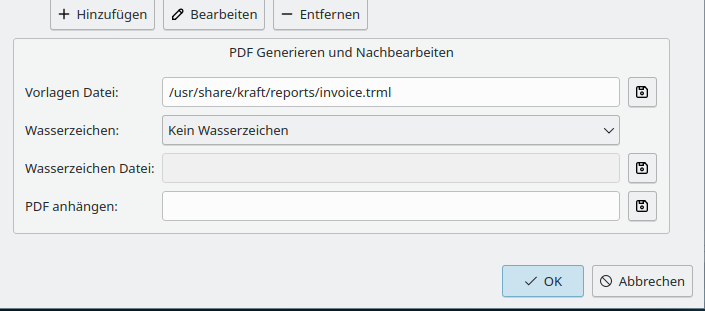 Hinzufügen Bearbeiten Entfernen
PDF Generieren und Nachbearbeiten
Vorlagen Datei: /usr/share/kraft/reports/invoice.trml
Wasserzeichen: Kein Wasserzeichen
Wasserzeichen Datei:
PDF anhängen:
OK Abbrechen